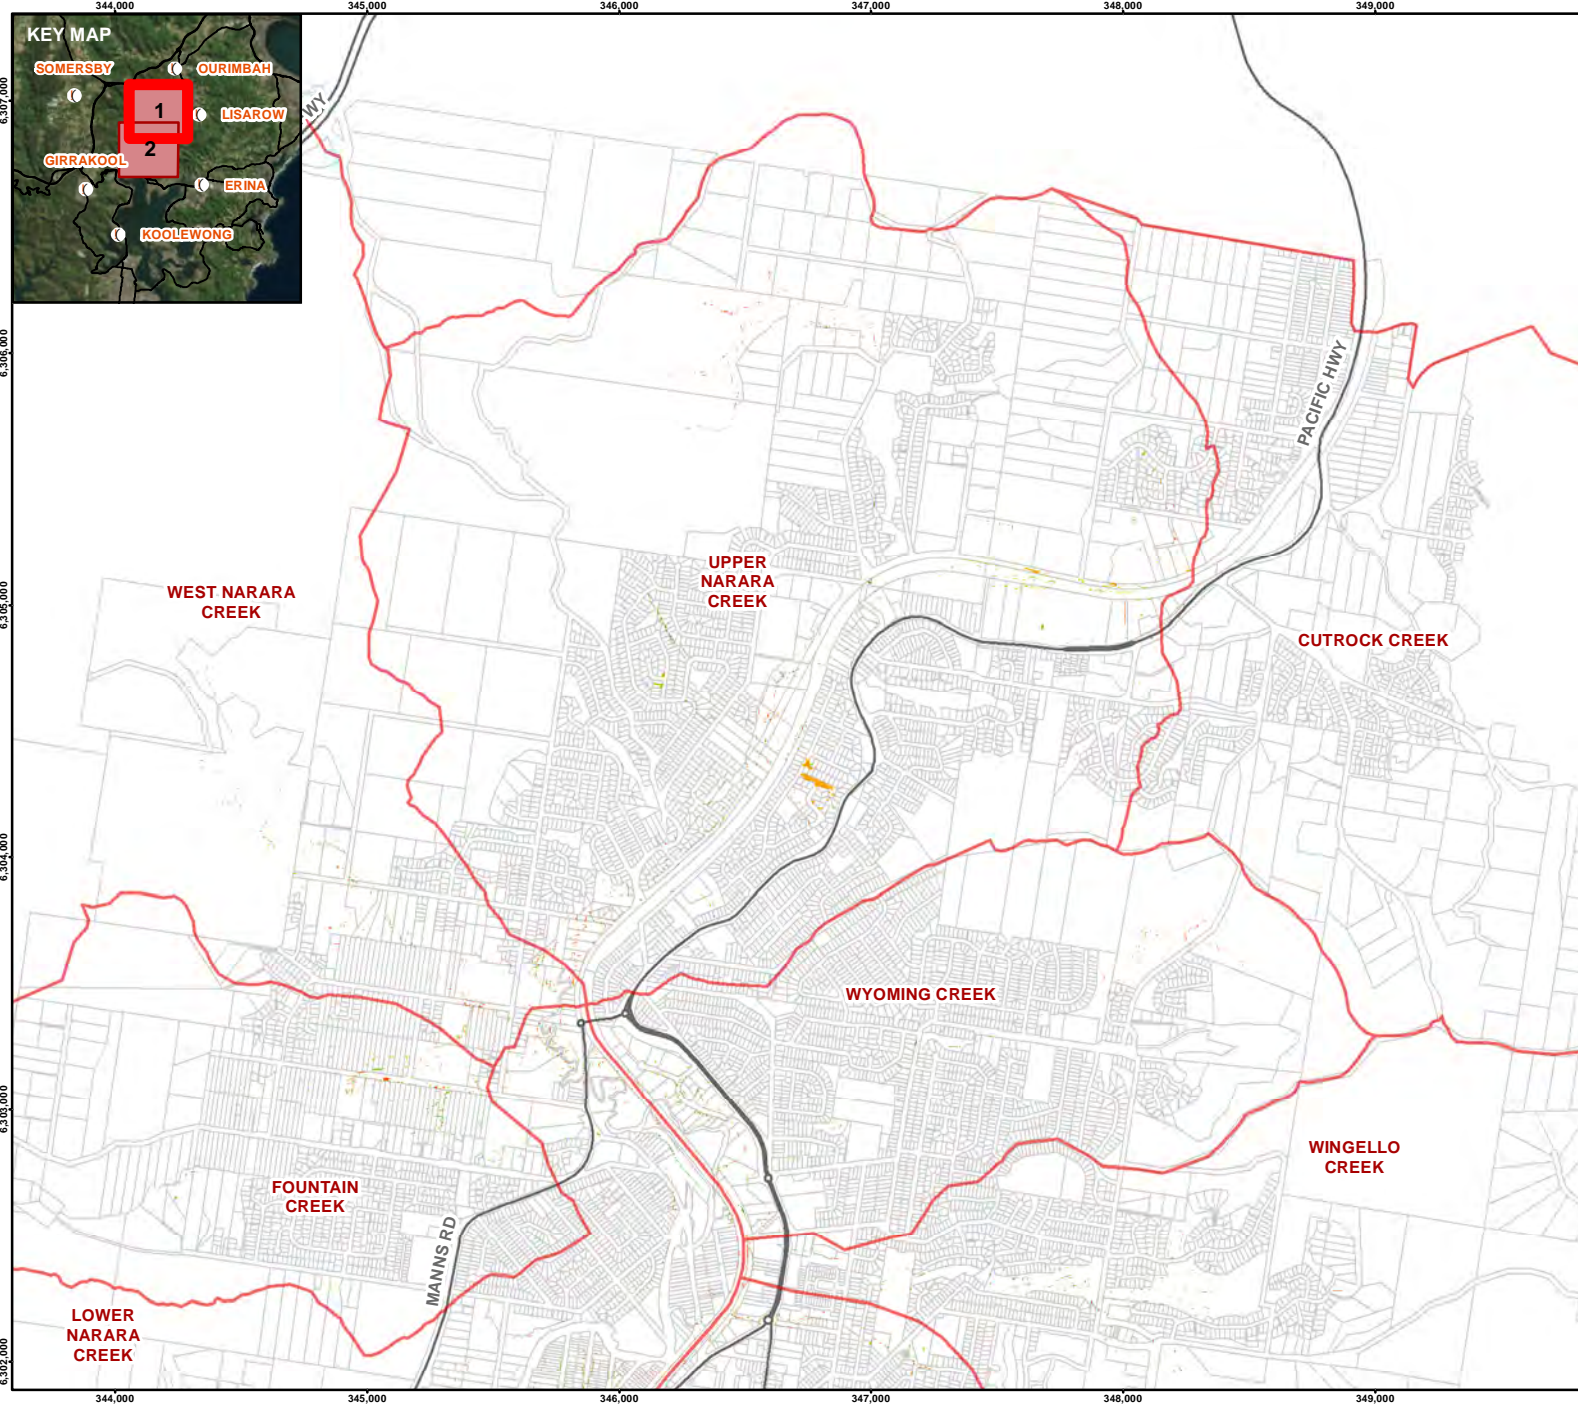 344,000
345,000
346,000
347,000
348,000
349,000
KEY MAP
SOMERSBY
OURIMBAH
1
LISAROW
2
GIRRAKOOL
ERINA
KOOLEWONG
WY
6,307,000
6,306,000
PACIFIC HWY
UPPER
NARARA
CREEK
WEST NARARA
CREEK
6,305,000
CUTROCK CREEK
6,304,000
WYOMING CREEK
6,303,000
WINGELLO
CREEK
FOUNTAIN
CREEK
MANNS RD
LOWER
NARARA
CREEK
6,302,000
344,000
345,000
346,000
347,000
348,000
349,000